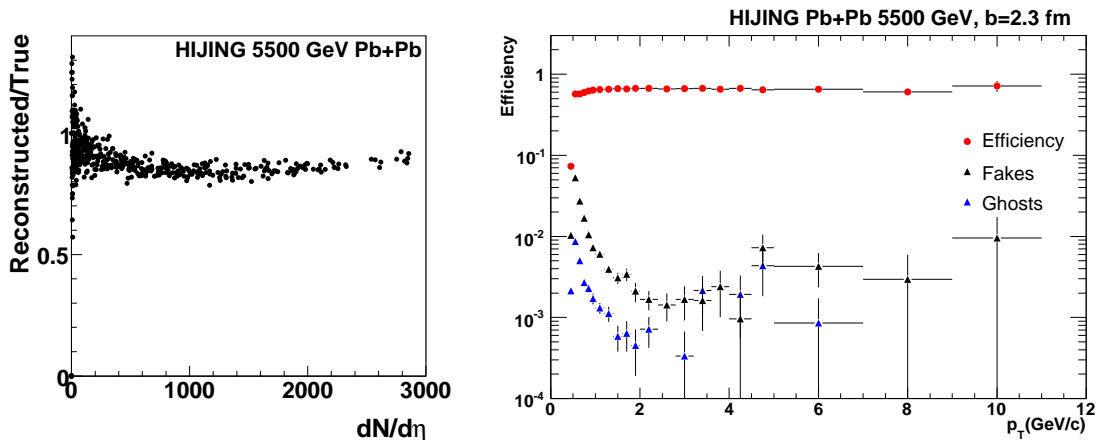 HIJING 5500 GeV Pb+Pb
Reconstructed/True
1
0.5
0
0 1000 2000 3000
dN/dη
HIJING Pb+Pb 5500 GeV, b=2.3 fm
Efficiency
1
10⁻¹
10⁻²
10⁻³
10⁻⁴
Efficiency
Fakes
Ghosts
0 2 4 6 8 10 12
p_T(GeV/c)